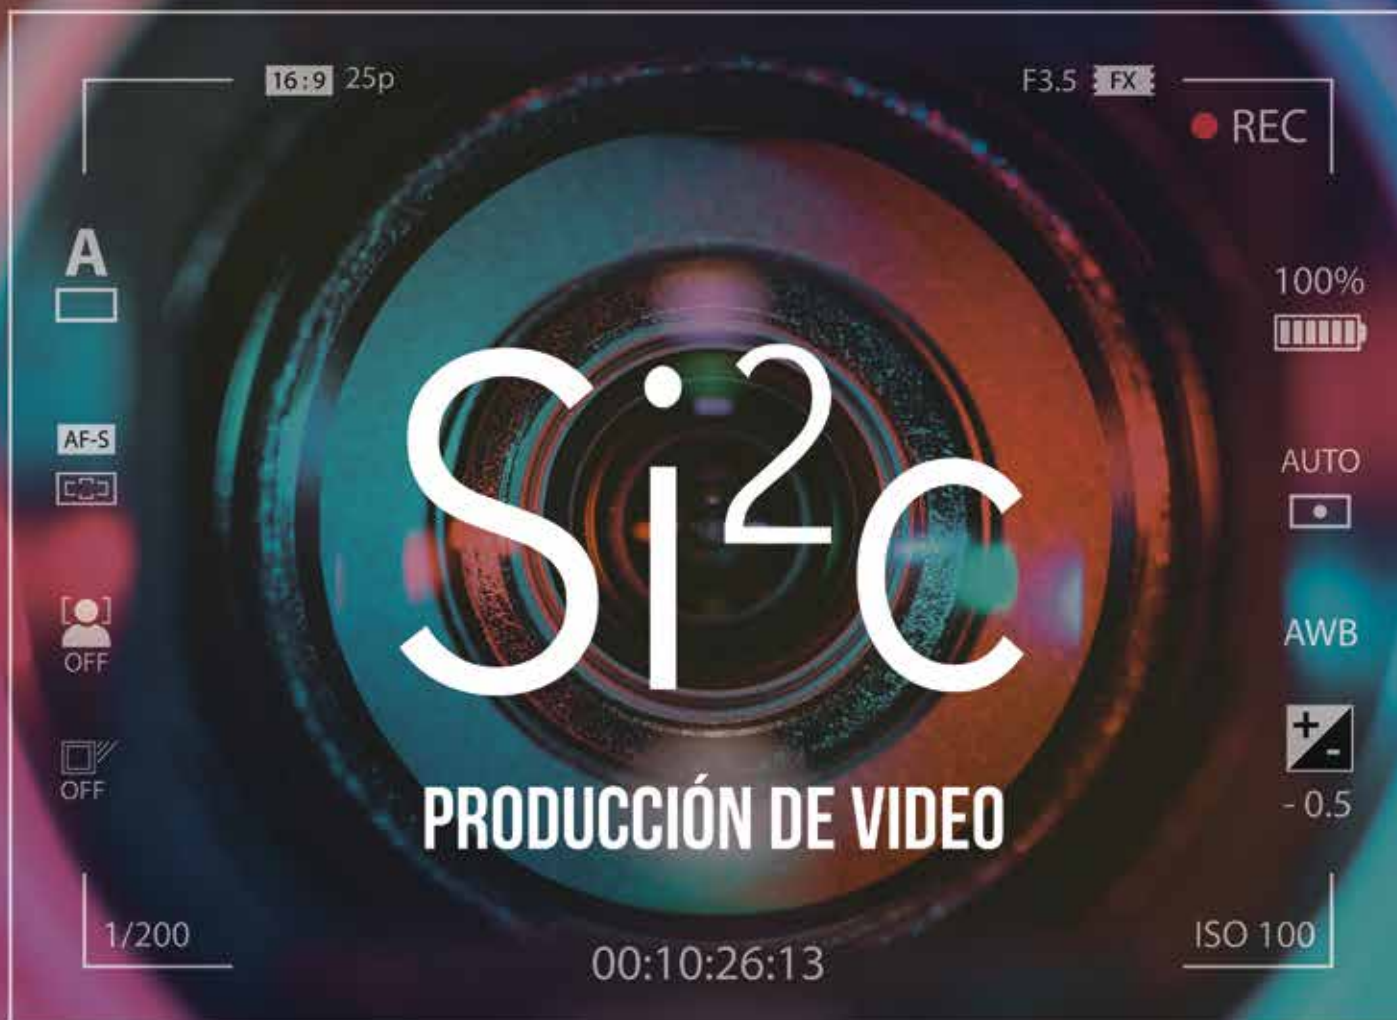 16:9 25p
F3.5 FX
REC
A
100%
AF-S
AUTO
Si²c
OFF
AWB
OFF
- 0.5
PRODUCCIÓN DE VIDEO
1/200
ISO 100
00:10:26:13